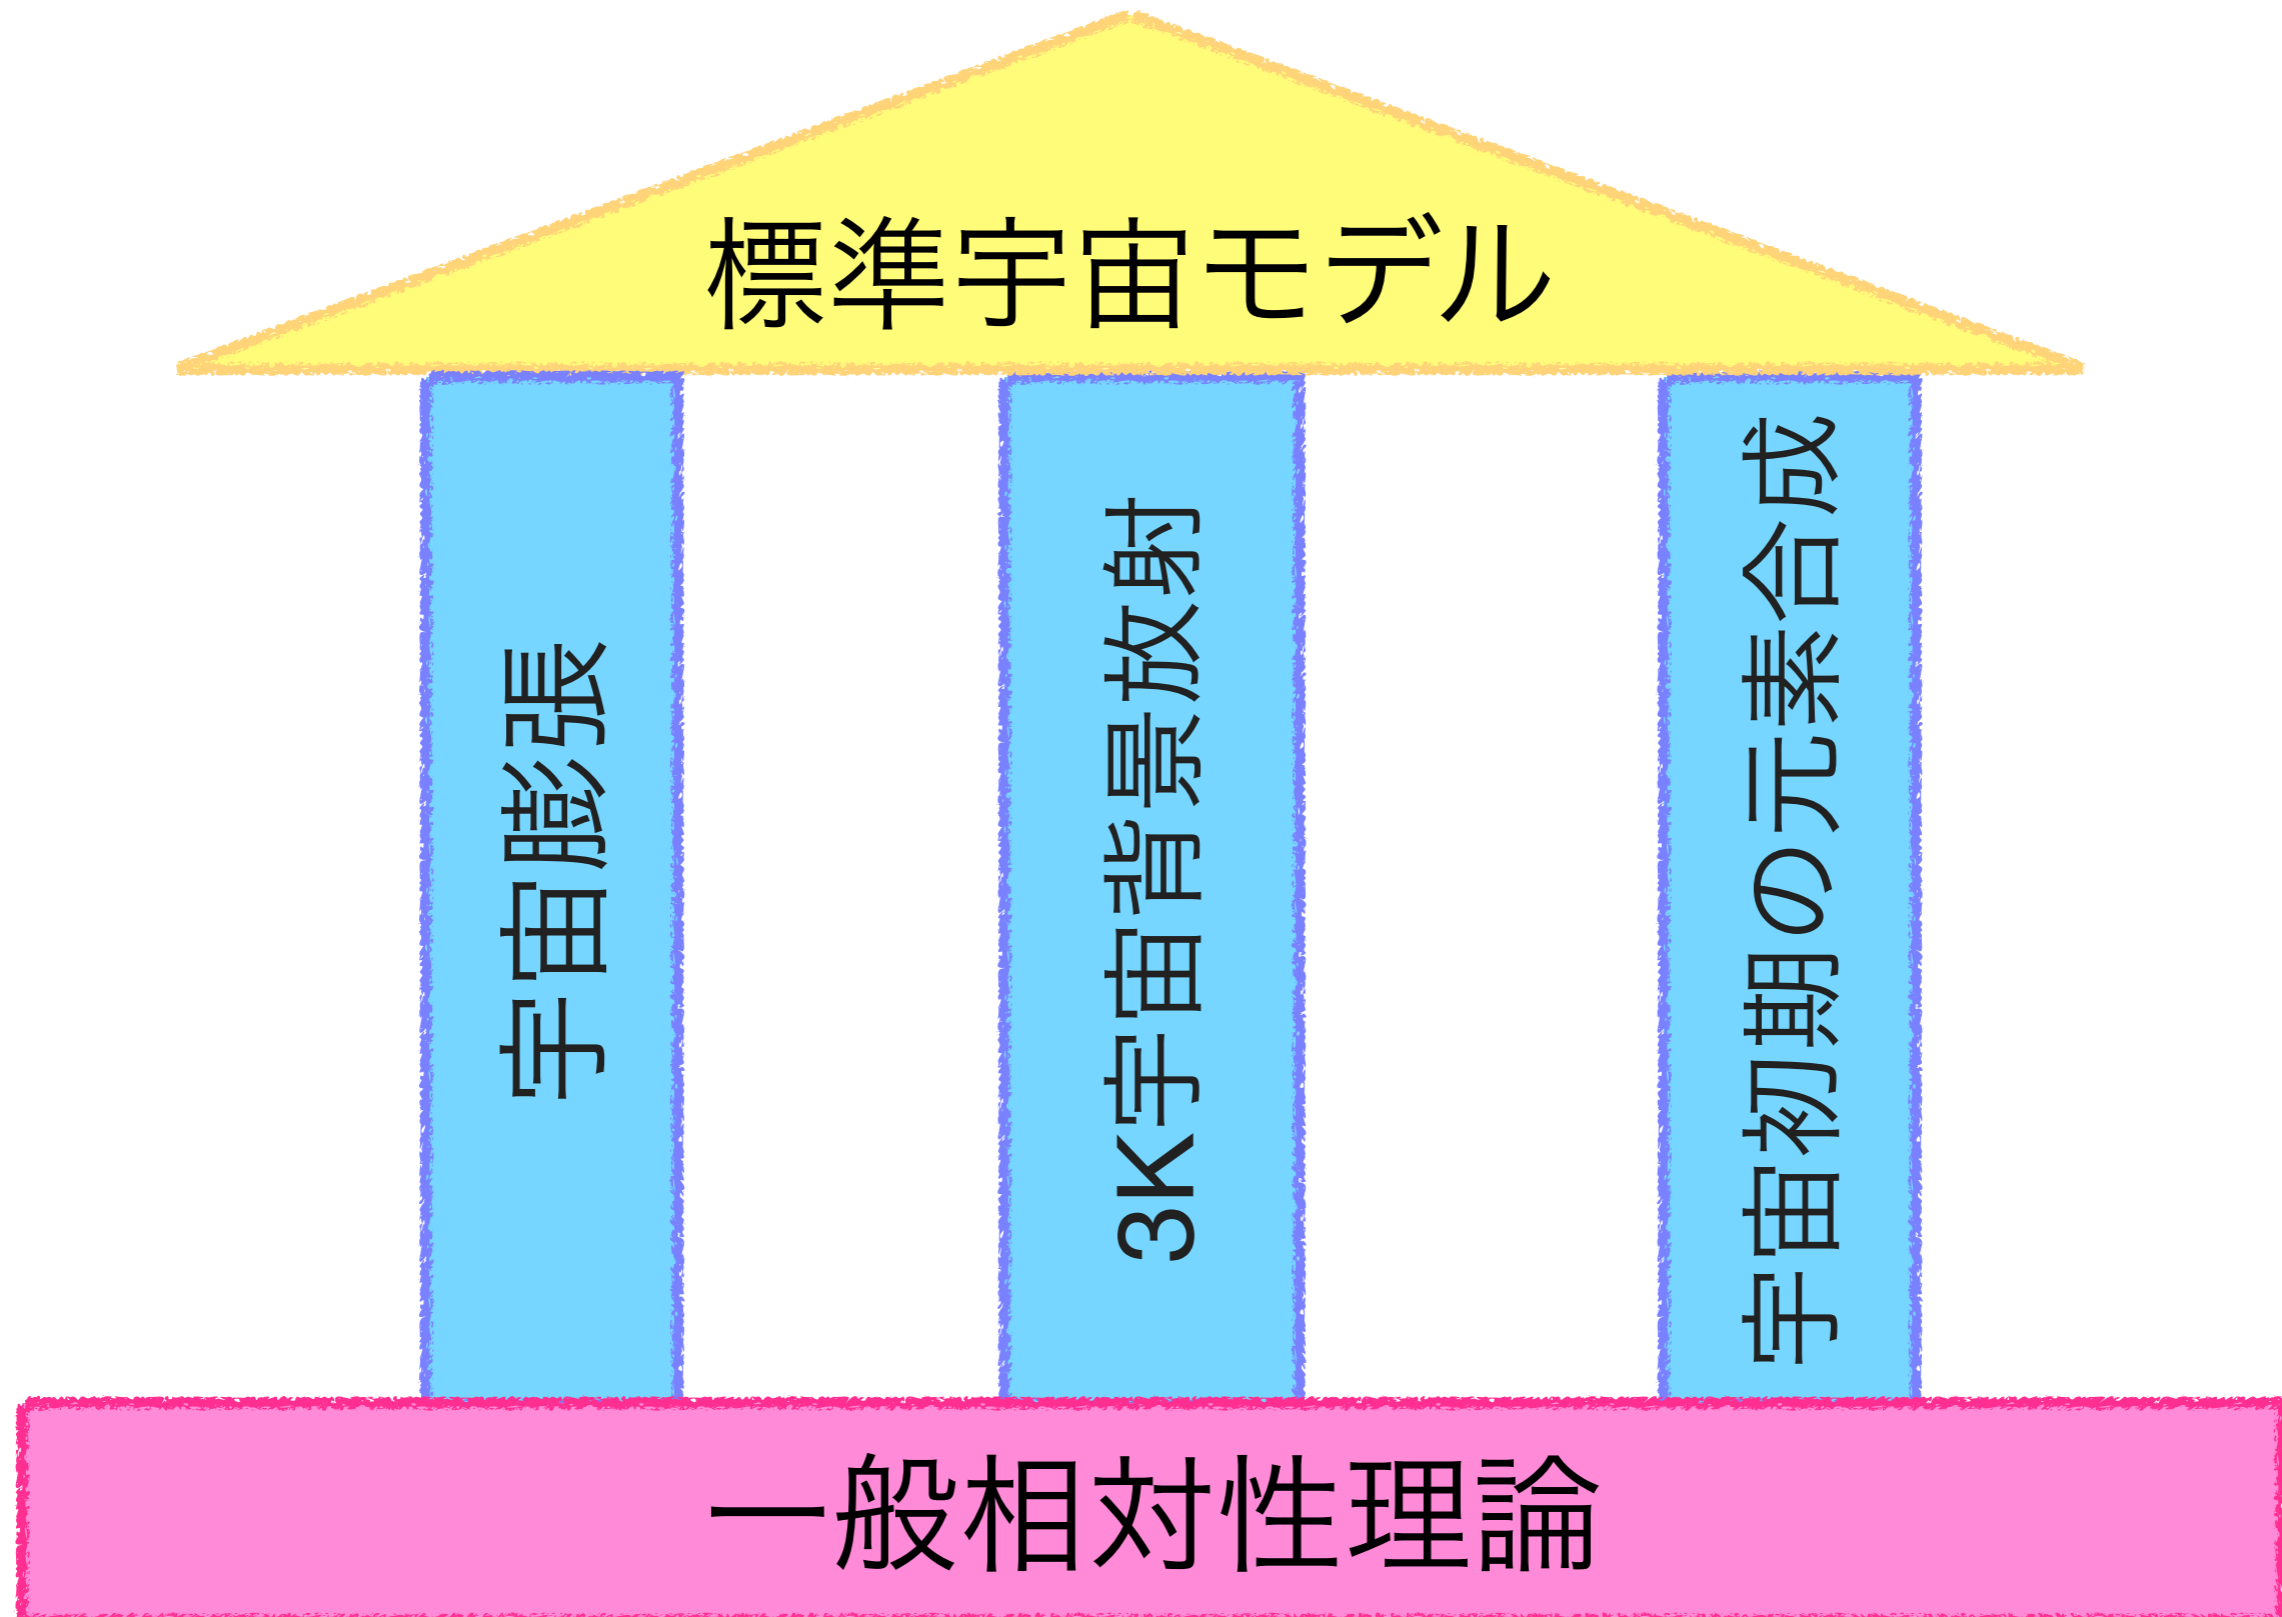 標準宇宙モデル
宇宙膨張
3K宇宙背景放射
宇宙初期の元素合成
一般相対性理論